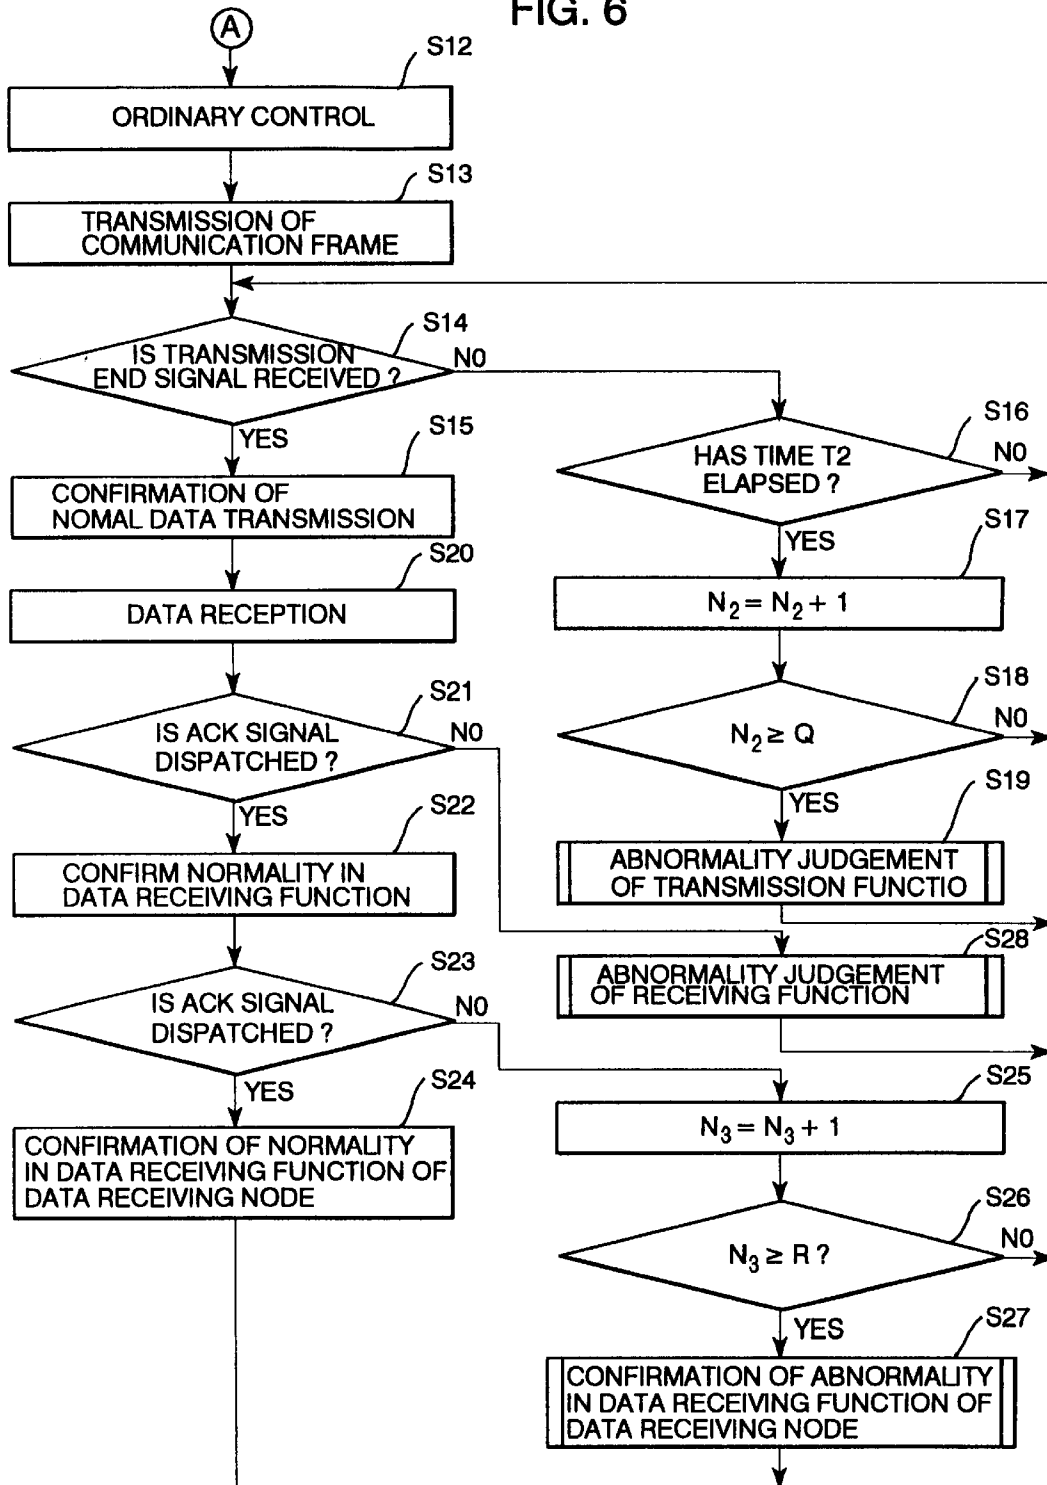 FIG. 6
A
S12
ORDINARY CONTROL
S13
TRANSMISSION OF
COMMUNICATION FRAME
S14
IS TRANSMISSION
END SIGNAL RECEIVED ?
NO
YES
S15
CONFIRMATION OF
NOMAL DATA TRANSMISSION
S16
HAS TIME T2
ELAPSED ?
NO
YES
S17
N2 = N2 + 1
S20
DATA RECEPTION
S18
N2 ≥ Q
NO
YES
S21
IS ACK SIGNAL
DISPATCHED ?
NO
YES
S19
ABNORMALITY JUDGEMENT
OF TRANSMISSION FUNCTIO
S22
CONFIRM NORMALITY IN
DATA RECEIVING FUNCTION
S28
ABNORMALITY JUDGEMENT
OF RECEIVING FUNCTION
S23
IS ACK SIGNAL
DISPATCHED ?
NO
YES
S25
N3 = N3 + 1
S24
CONFIRMATION OF NORMALITY
IN DATA RECEIVING FUNCTION OF
DATA RECEIVING NODE
S26
N3 ≥ R ?
NO
YES
S27
CONFIRMATION OF ABNORMALITY
IN DATA RECEIVING FUNCTION OF
DATA RECEIVING NODE